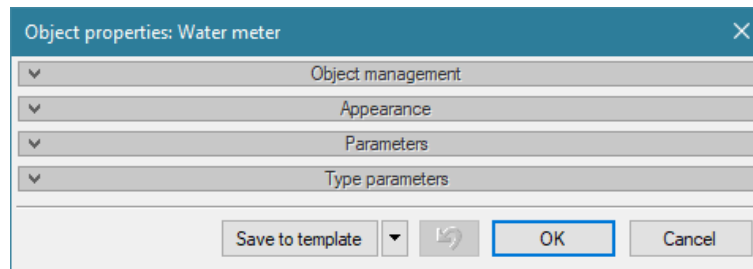 Object properties: Water meter
Object management
Appearance
Parameters
Type parameters
Save to template OK Cancel